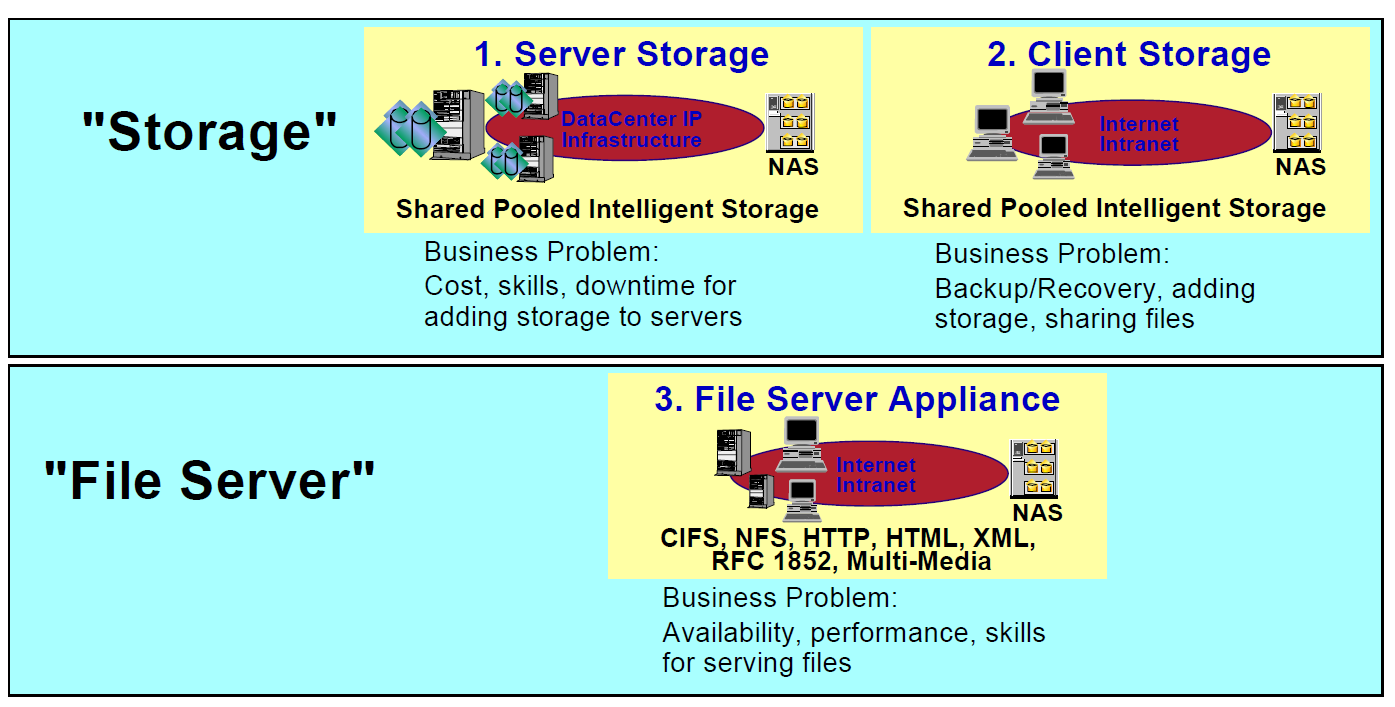 "Storage"
1. Server Storage
DataCenter IP
Infrastructure
NAS
Shared Pooled Intelligent Storage
Business Problem:
Cost, skills, downtime for
adding storage to servers
2. Client Storage
Internet
Intranet
NAS
Shared Pooled Intelligent Storage
Business Problem:
Backup/Recovery, adding
storage, sharing files
"File Server"
3. File Server Appliance
Internet
Intranet
NAS
CIFS, NFS, HTTP, HTML, XML,
RFC 1852, Multi-Media
Business Problem:
Availability, performance, skills
for serving files